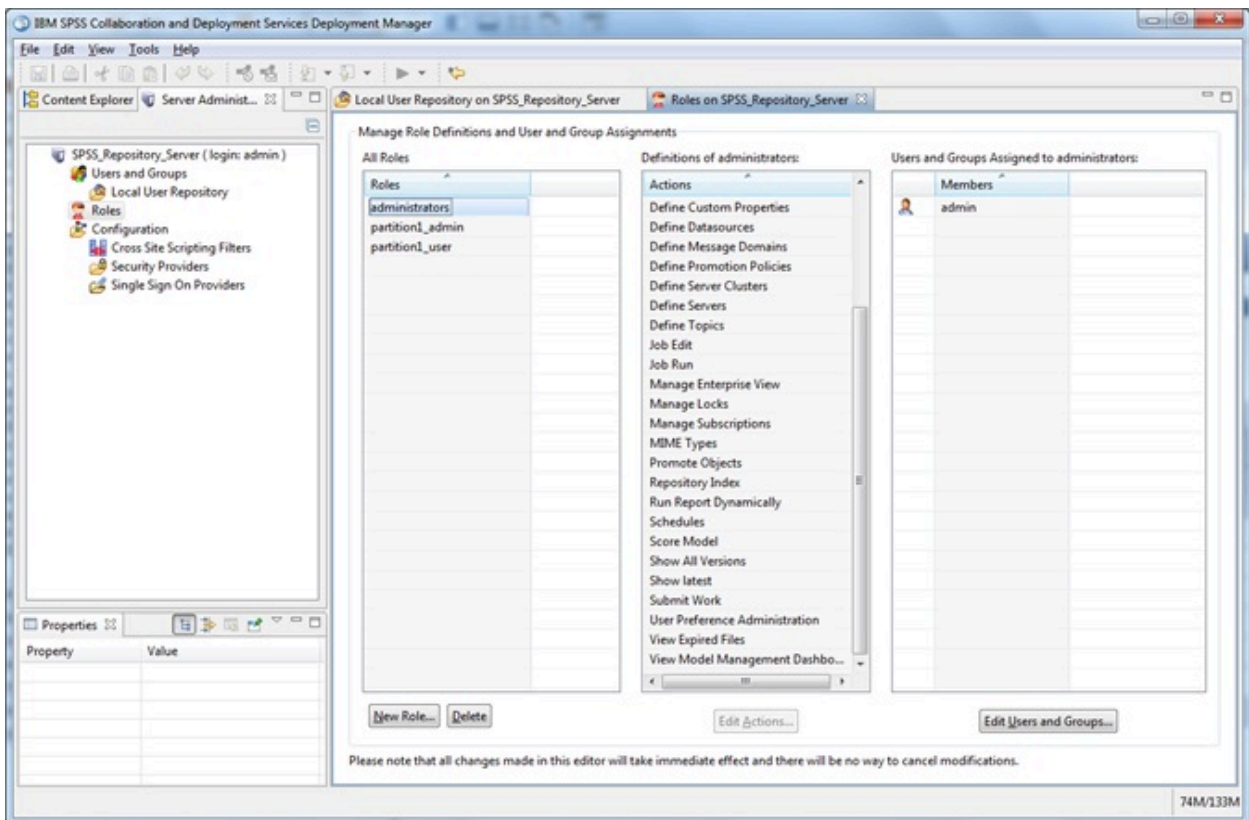 IBM SPSS Collaboration and Deployment Services Deployment Manager
File Edit View Tools Help
Content Explorer
Server Administ...
SPSS_Repository_Server ( login: admin )
Users and Groups
Local User Repository
Roles
Configuration
Cross Site Scripting Filters
Security Providers
Single Sign On Providers
Properties
Property Value
Local User Repository on SPSS_Repository_Server
Roles on SPSS_Repository_Server
Manage Role Definitions and User and Group Assignments
All Roles
Roles
administrators
partition1_admin
partition1_user
New Role... Delete
Definitions of administrators:
Actions
Define Custom Properties
Define Datasources
Define Message Domains
Define Promotion Policies
Define Server Clusters
Define Servers
Define Topics
Job Edit
Job Run
Manage Enterprise View
Manage Locks
Manage Subscriptions
MIME Types
Promote Objects
Repository Index
Run Report Dynamically
Schedules
Score Model
Show All Versions
Show latest
Submit Work
User Preference Administration
View Expired Files
View Model Management Dashbo...
Edit Actions...
Users and Groups Assigned to administrators:
Members
admin
Edit Users and Groups...
Please note that all changes made in this editor will take immediate effect and there will be no way to cancel modifications.
74M/133M